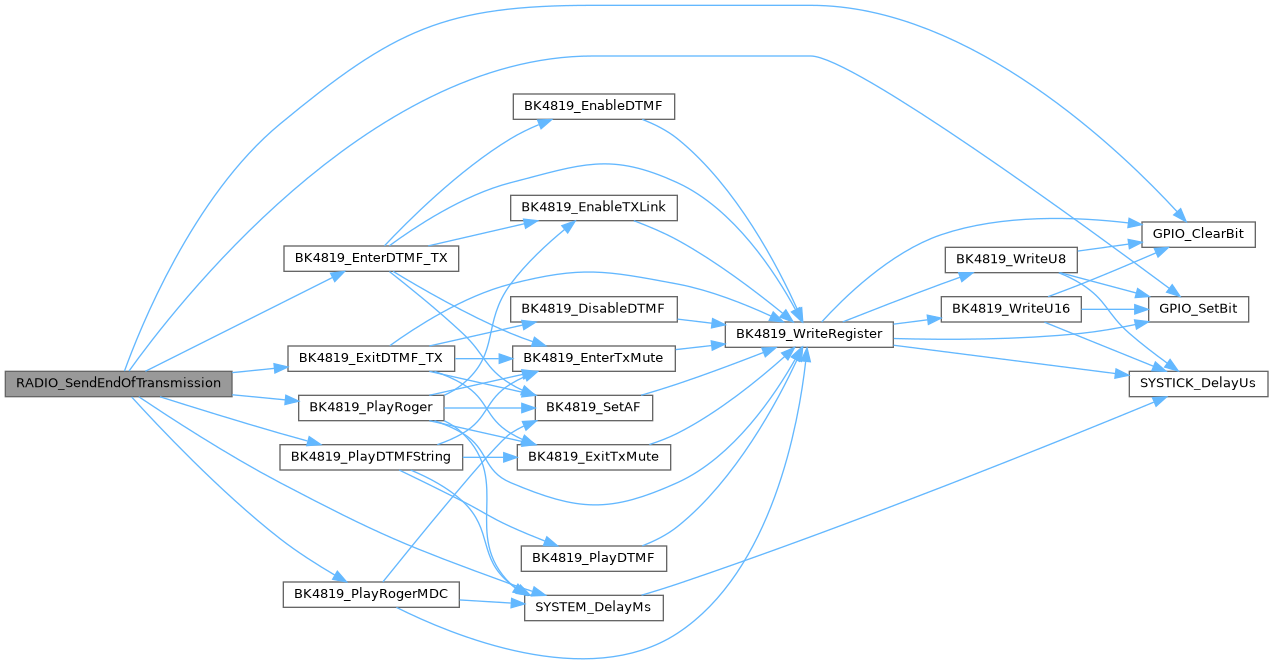 RADIO_SendEndOfTransmission
BK4819_EnterDTMF_TX
BK4819_ExitDTMF_TX
BK4819_PlayRoger
BK4819_PlayDTMFString
BK4819_PlayRogerMDC
BK4819_EnableDTMF
BK4819_EnableTXLink
BK4819_DisableDTMF
BK4819_EnterTxMute
BK4819_SetAF
BK4819_ExitTxMute
BK4819_PlayDTMF
SYSTEM_DelayMs
BK4819_WriteRegister
BK4819_WriteU8
BK4819_WriteU16
GPIO_ClearBit
GPIO_SetBit
SYSTICK_DelayUs